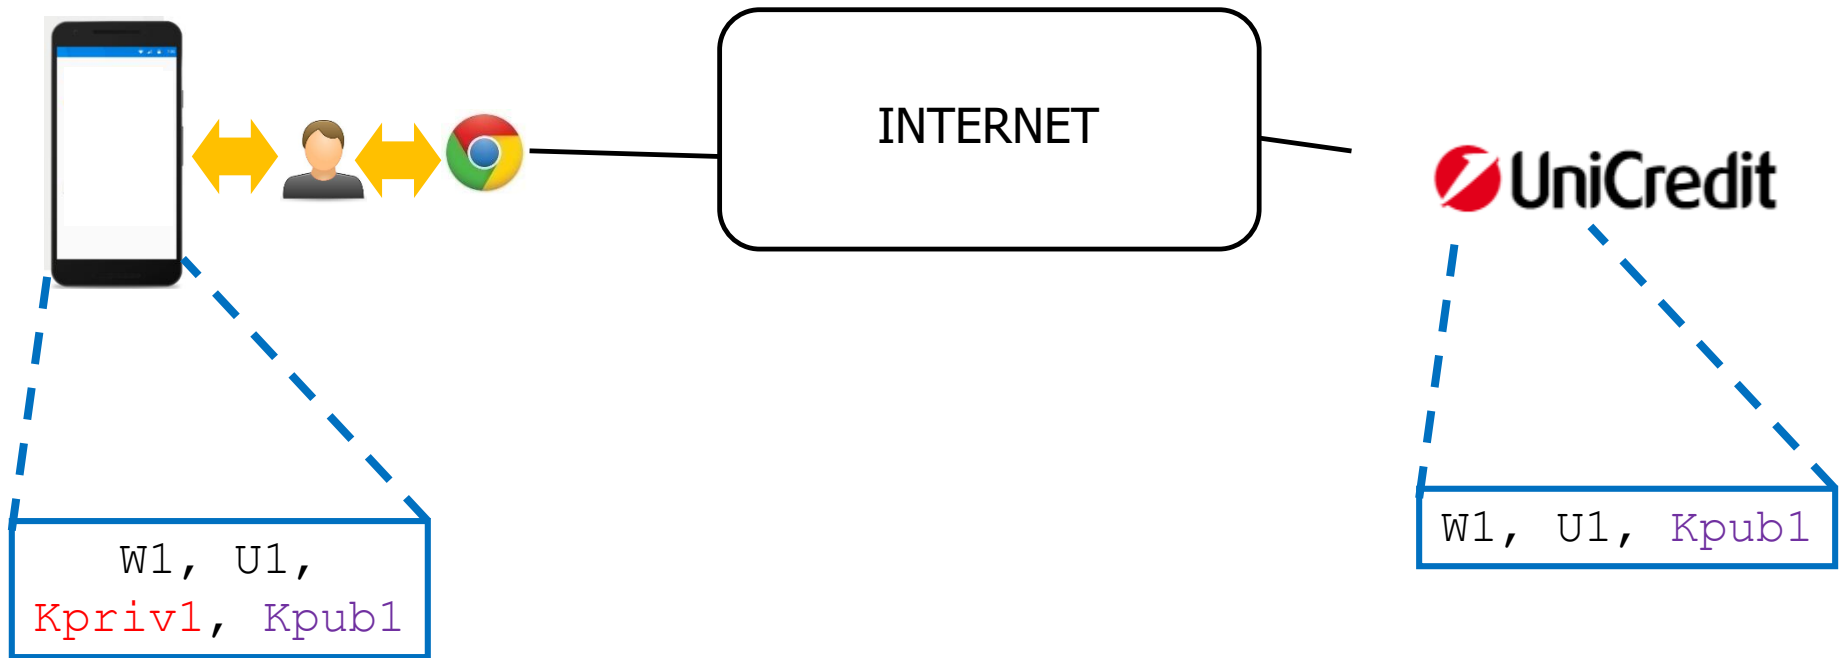 INTERNET
UniCredit
W1, U1, Kpub1
W1, U1,
Kpriv1, Kpub1